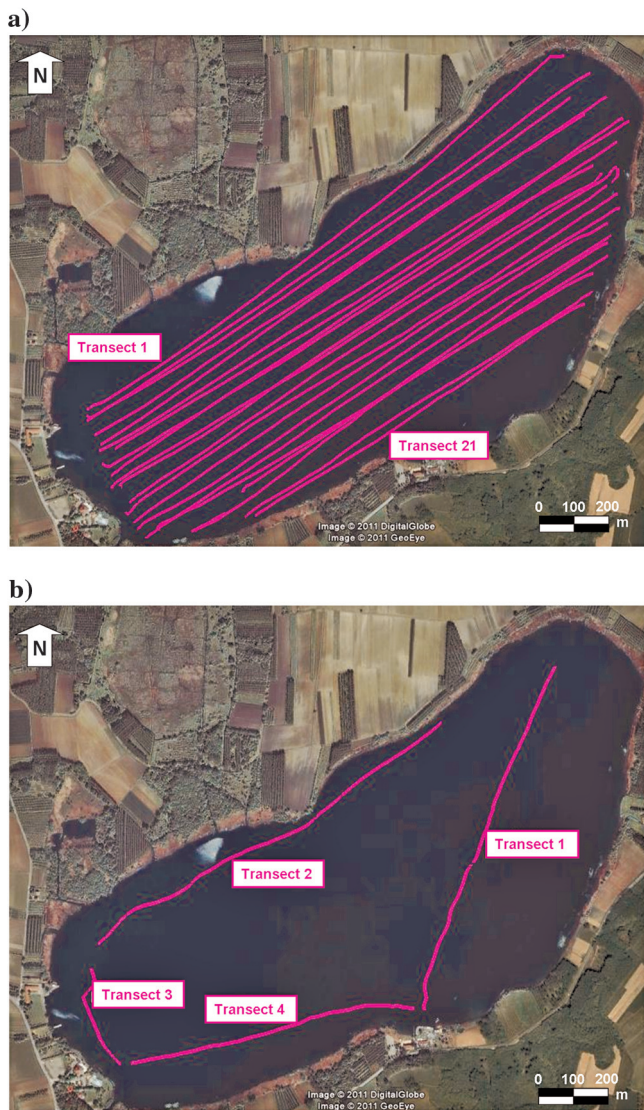 a)
N
Transect 1
Transect 21
Image © 2011 DigitalGlobe
Image © 2011 GeoEye
0 100 200
m
b)
N
Transect 1
Transect 2
Transect 3
Transect 4
Image © 2011 DigitalGlobe
Image © 2011 GeoEye
0 100 200
m